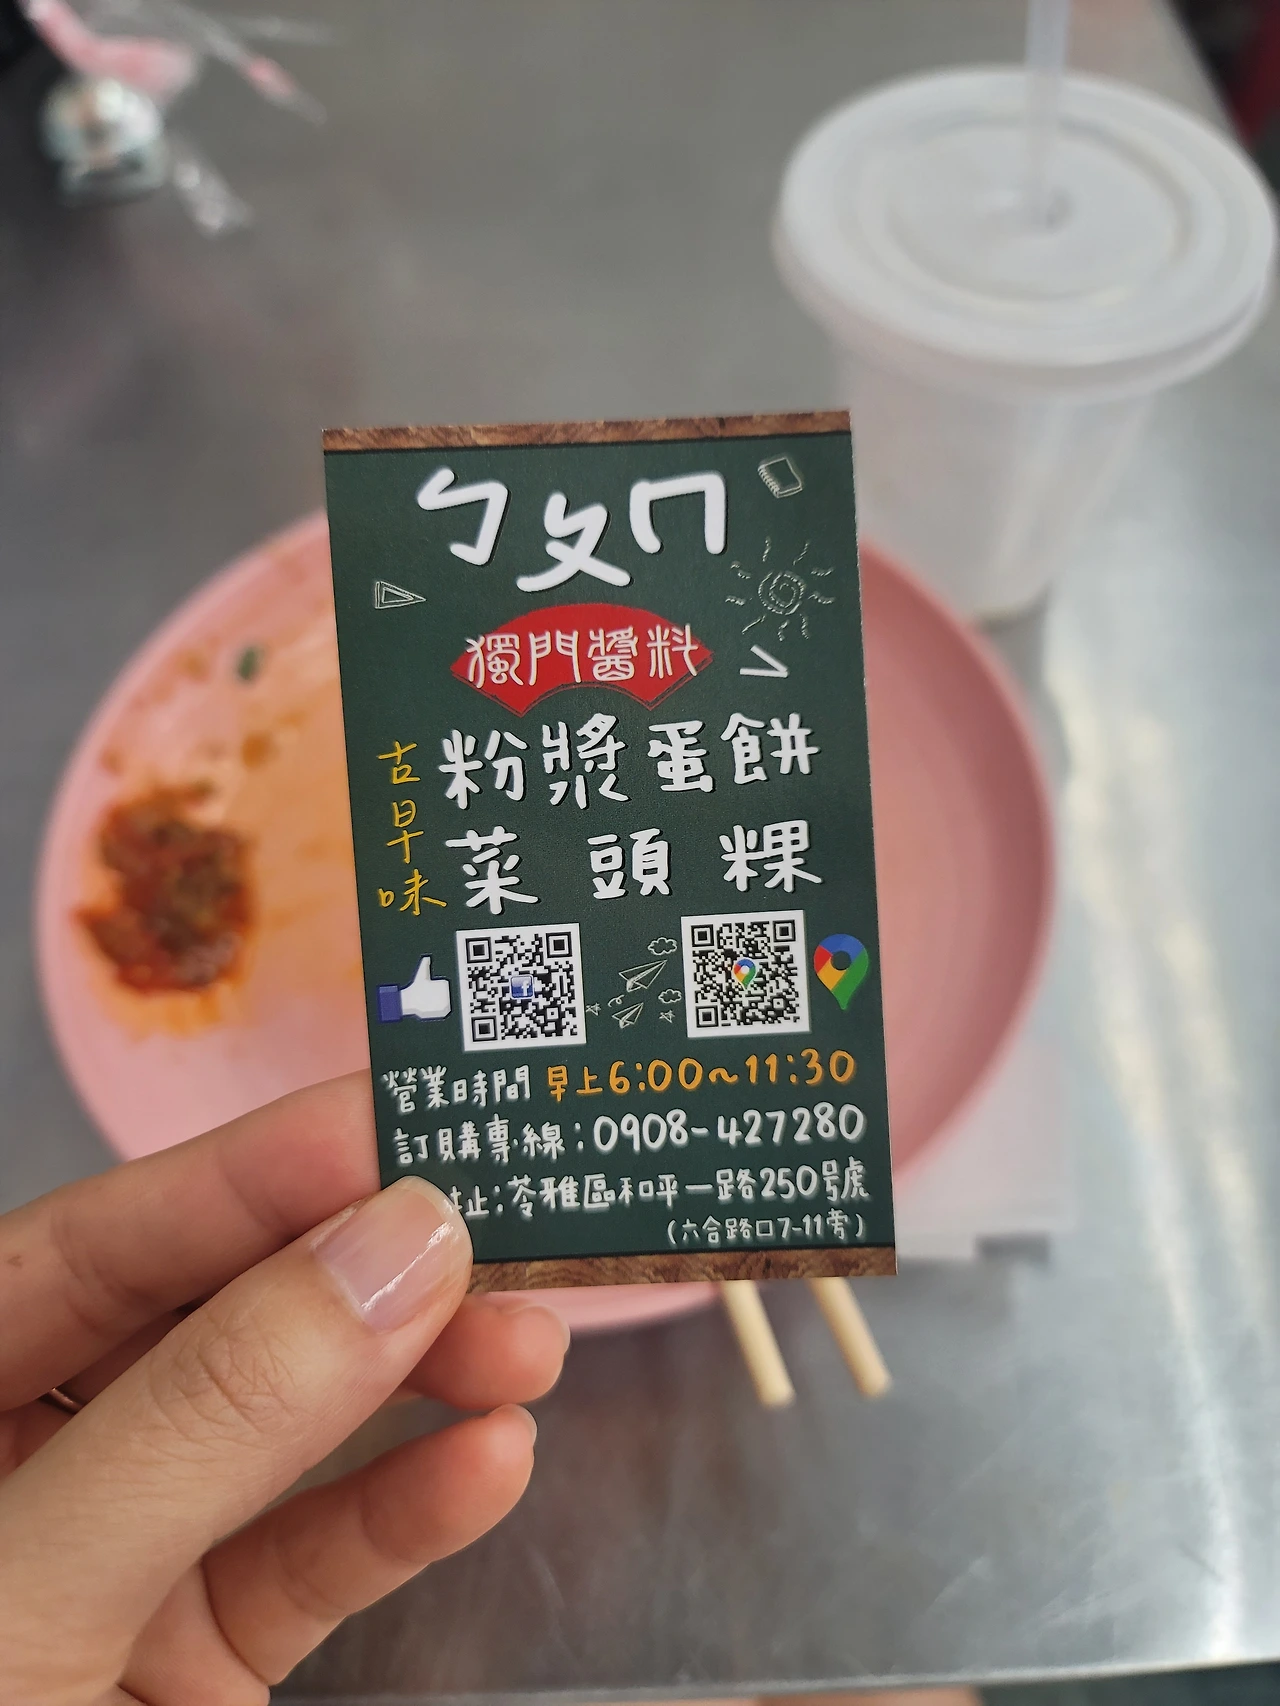 ㄅㄆㄇ
獨門醬料
古早味
粉漿蛋餅
菜頭粿
營業時間 早上6:00~11:30
訂購專線：0908-427280
址：苓雅區和平一路250号虎
(六合路口7-11旁)